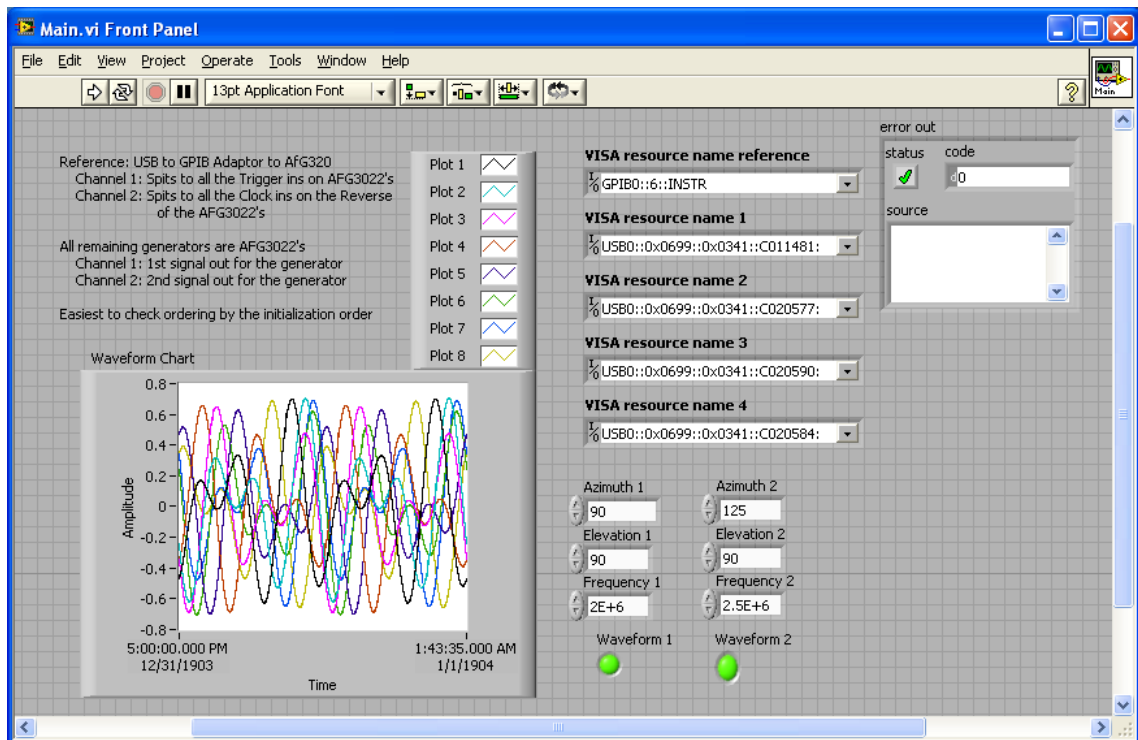 Main.vi Front Panel
File Edit View Project Operate Tools Window Help
13pt Application Font
Main
Reference: USB to GPIB Adaptor to AfG320
Channel 1: Spits to all the Trigger ins on AFG3022's
Channel 2: Spits to all the Clock ins on the Reverse
of the AFG3022's
All remaining generators are AFG3022's
Channel 1: 1st signal out for the generator
Channel 2: 2nd signal out for the generator
Easiest to check ordering by the initialization order
Plot 1
Plot 2
Plot 3
Plot 4
Plot 5
Plot 6
Plot 7
Plot 8
Waveform Chart
Amplitude
0.8
0.6
0.4
0.2
0
-0.2
-0.4
-0.6
-0.8
5:00:00.000 PM
12/31/1903
1:43:35.000 AM
1/1/1904
Time
VISA resource name reference
GPIB0::6::INSTR
VISA resource name 1
USB0::0x0699::0x0341::C011481:
VISA resource name 2
USB0::0x0699::0x0341::C020577:
VISA resource name 3
USB0::0x0699::0x0341::C020590:
VISA resource name 4
USB0::0x0699::0x0341::C020584:
Azimuth 1
90
Azimuth 2
125
Elevation 1
90
Elevation 2
90
Frequency 1
2E+6
Frequency 2
2.5E+6
Waveform 1
Waveform 2
error out
status
code
d0
source